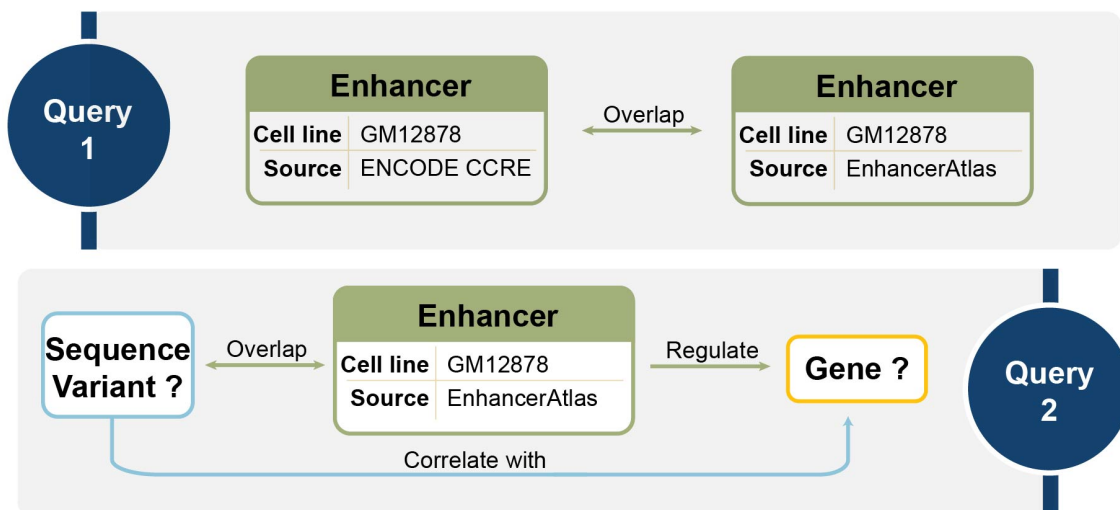 Query
1
Enhancer
Cell line GM12878
Source ENCODE CCRE
Overlap
Enhancer
Cell line GM12878
Source EnhancerAtlas
Sequence
Variant ?
Overlap
Enhancer
Cell line GM12878
Source EnhancerAtlas
Regulate
Gene ?
Correlate with
Query
2